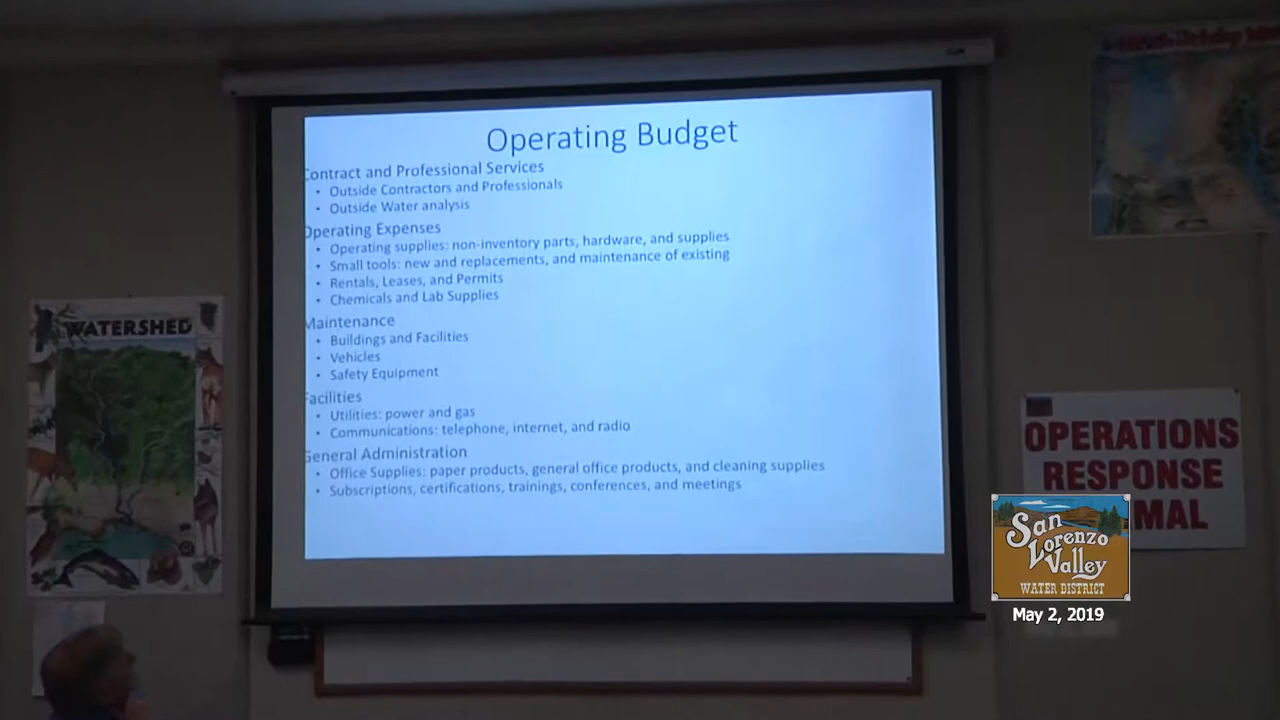 Operating Budget
Contract and Professional Services
• Outside Contractors and Professionals
• Outside Water analysis
Operating Expenses
• Operating supplies: non-inventory parts, hardware, and supplies
• Small tools: new and replacements, and maintenance of existing
• Rentals, Leases, and Permits
• Chemicals and Lab Supplies
Maintenance
• Buildings and Facilities
• Vehicles
• Safety Equipment
Facilities
• Utilities: power and gas
• Communications: telephone, internet, and radio
General Administration
• Office Supplies: paper products, general office products, and cleaning supplies
• Subscriptions, certifications, trainings, conferences, and meetings
WATERSHED
OPERATIONS
RESPONSE
MAL
San
Lorenzo
Valley
WATER DISTRICT
May 2, 2019